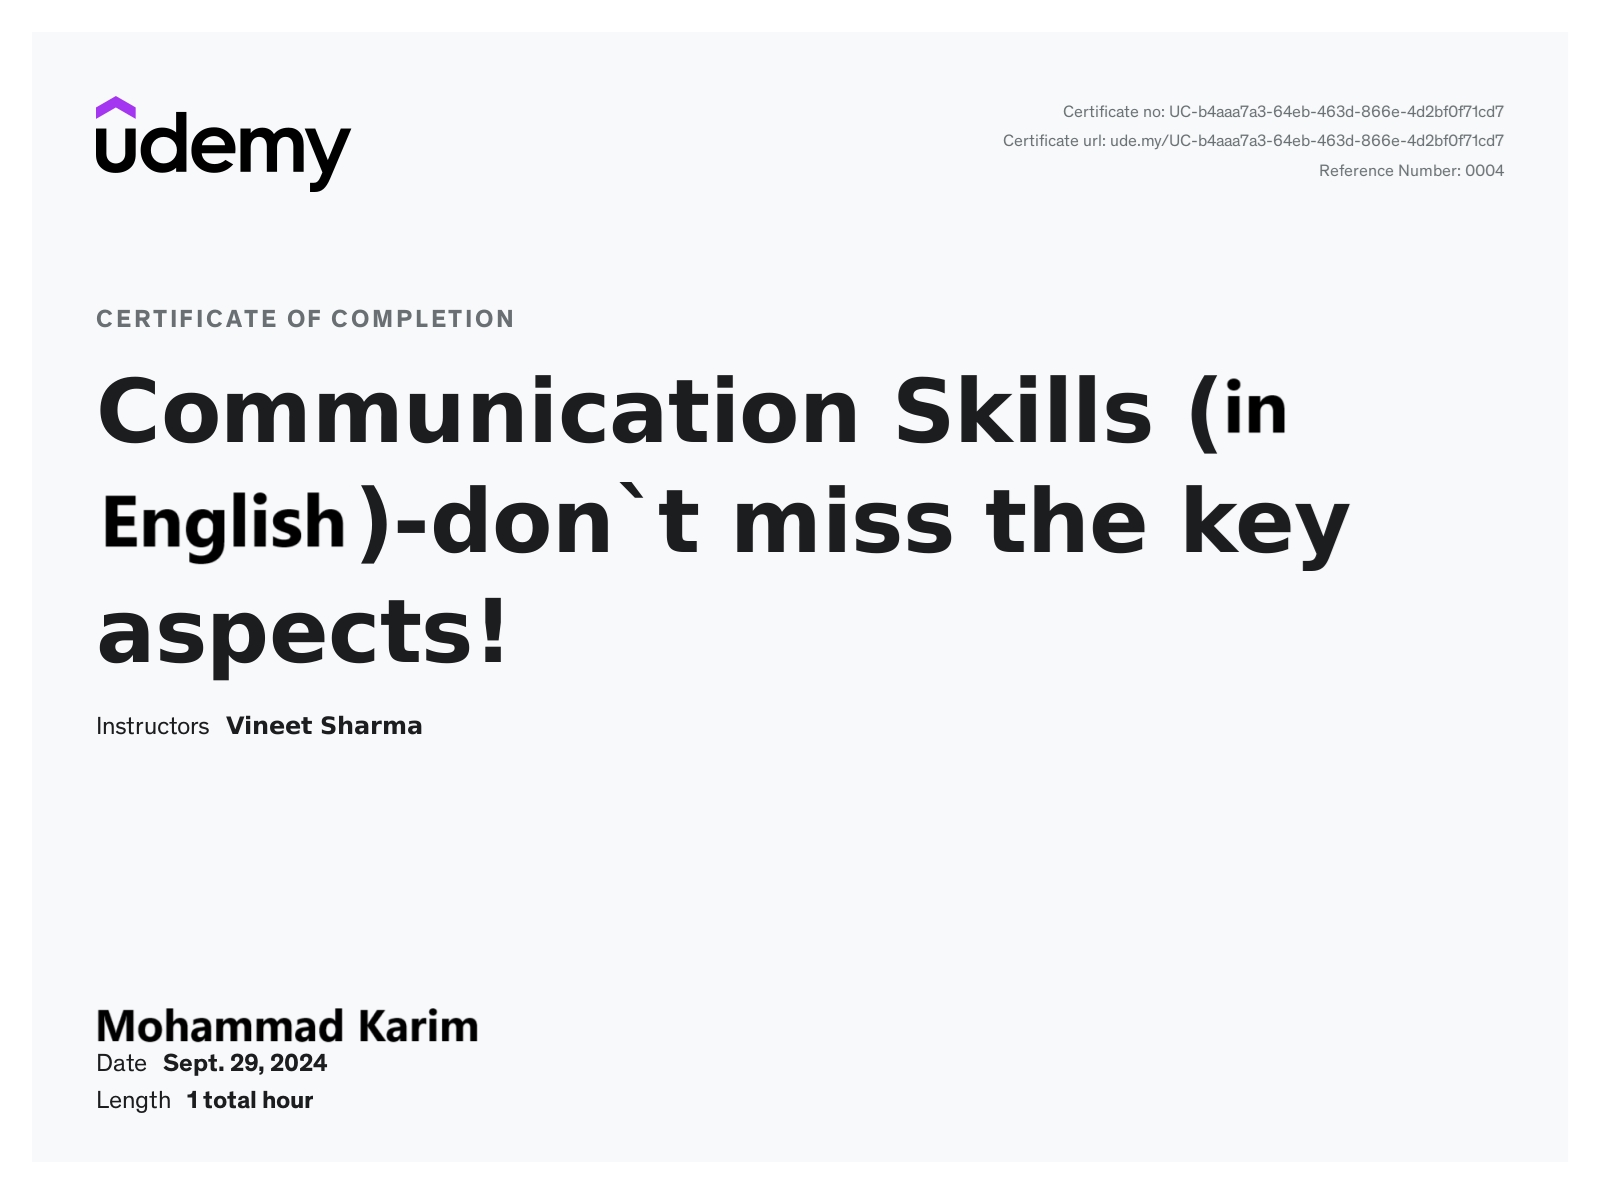 udemy
Certificate no: UC-b4aaa7a3-64eb-463d-866e-4d2bf0f71cd7
Certificate url: ude.my/UC-b4aaa7a3-64eb-463d-866e-4d2bf0f71cd7
Reference Number: 0004
CERTIFICATE OF COMPLETION
Communication Skills (in
English)-don`t miss the key
aspects!
Instructors Vineet Sharma
Mohammad Karim
Date Sept. 29, 2024
Length 1 total hour